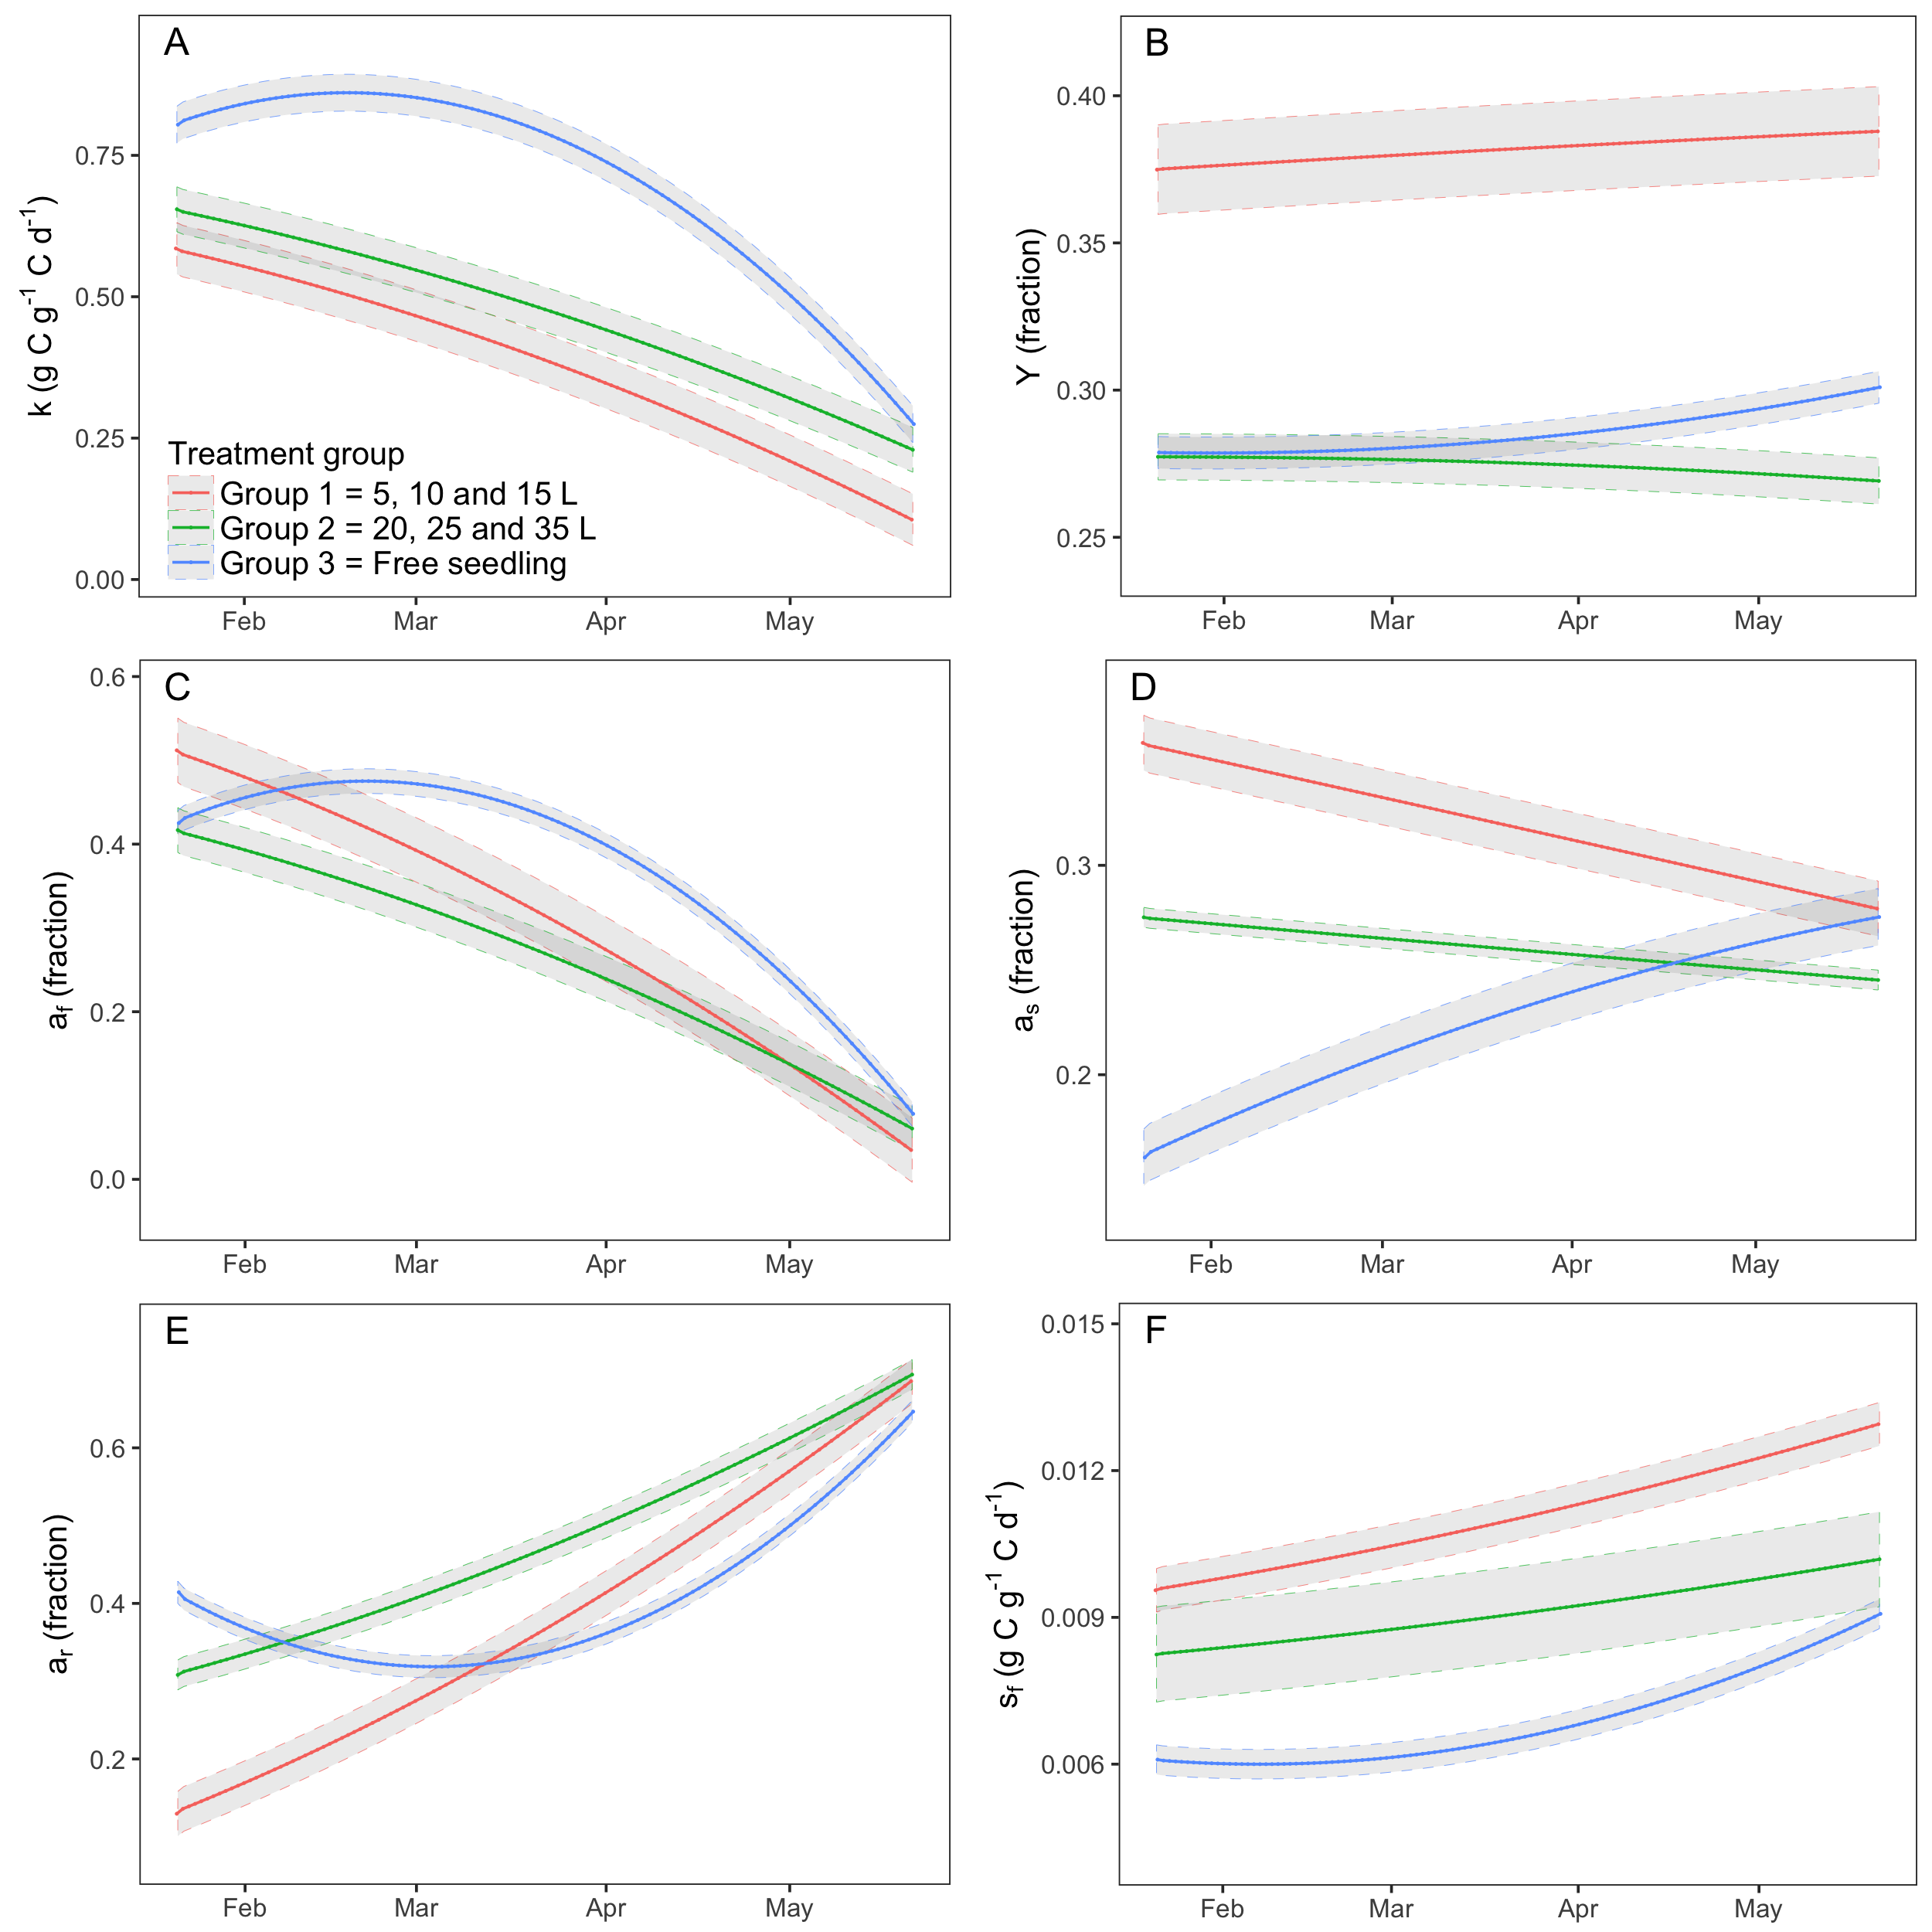 A
k (g C g⁻¹ C d⁻¹)
0.75
0.50
0.25
0.00
Treatment group
Group 1 = 5, 10 and 15 L
Group 2 = 20, 25 and 35 L
Group 3 = Free seedling
Feb Mar Apr May
B
Y (fraction)
0.40
0.35
0.30
0.25
Feb Mar Apr May
C
a_f (fraction)
0.6
0.4
0.2
0.0
Feb Mar Apr May
D
aₛ (fraction)
0.3
0.2
Feb Mar Apr May
E
aᵣ (fraction)
0.6
0.4
0.2
Feb Mar Apr May
F
s_f (g C g⁻¹ C d⁻¹)
0.015
0.012
0.009
0.006
Feb Mar Apr May